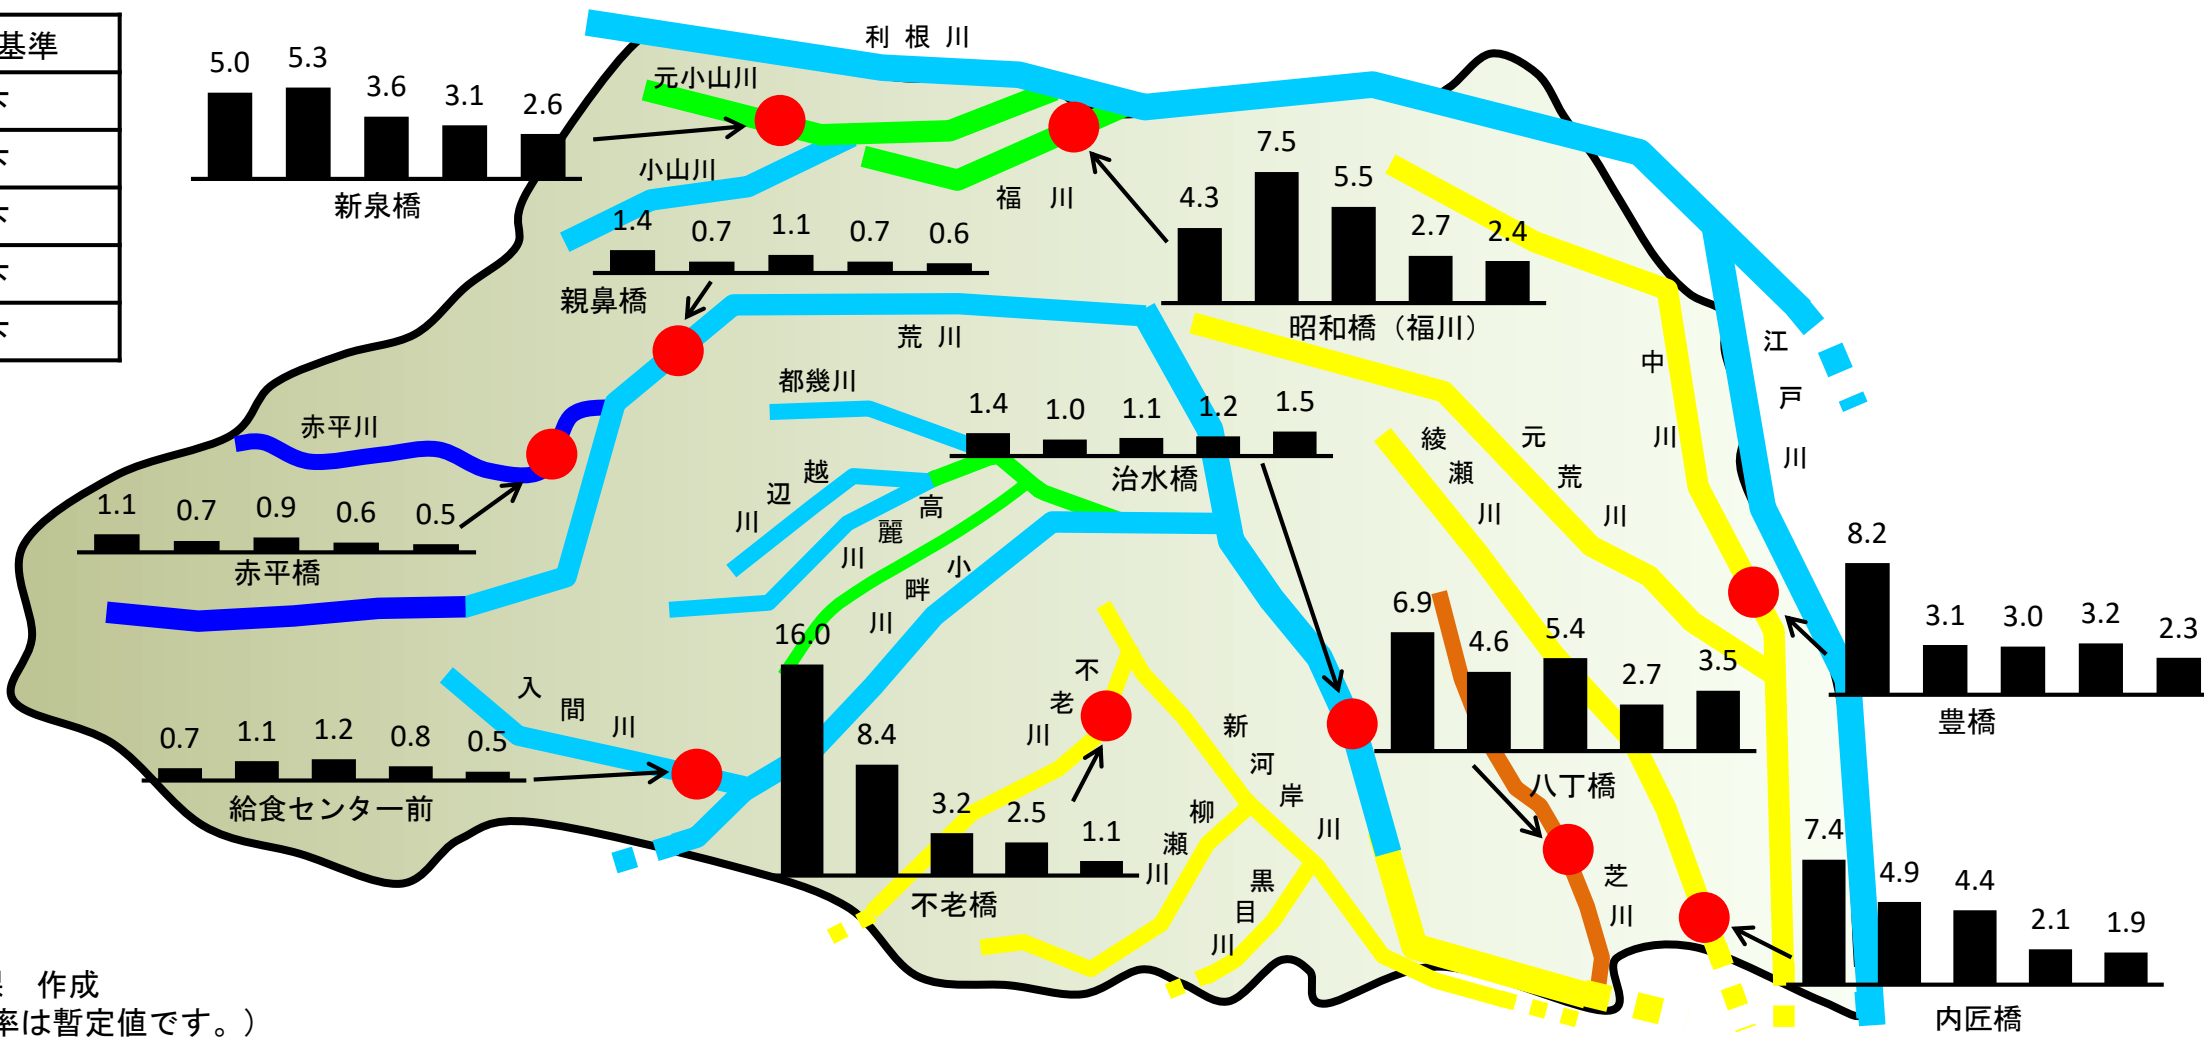 基準
下
下
下
下
下
5.0 5.3 3.6 3.1 2.6
新泉橋
利根川
元小山川
小山川
福川
1.4 0.7 1.1 0.7 0.6
親鼻橋
4.3 7.5 5.5 2.7 2.4
昭和橋（福川）
荒川
中川
江戸川
都幾川
1.4 1.0 1.1 1.2 1.5
治水橋
赤平川
1.1 0.7 0.9 0.6 0.5
赤平橋
越辺川
高麗川
小畔川
綾瀬川
元荒川
8.2 3.1 3.0 3.2 2.3
豊橋
入間川
0.7 1.1 1.2 0.8 0.5
給食センター前
16.0 8.4 3.2 2.5 1.1
不老橋
不老川
新河岸川
柳瀬川
黒目川
6.9 4.6 5.4 2.7 3.5
八丁橋
芝川
7.4 4.9 4.4 2.1 1.9
内匠橋
作成
率は暫定値です。）